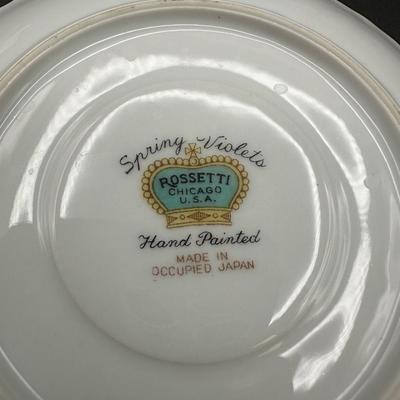 Spring Violets
ROSSETTI
CHICAGO
U.S.A.
Hand Painted
MADE IN
OCCUPIED JAPAN